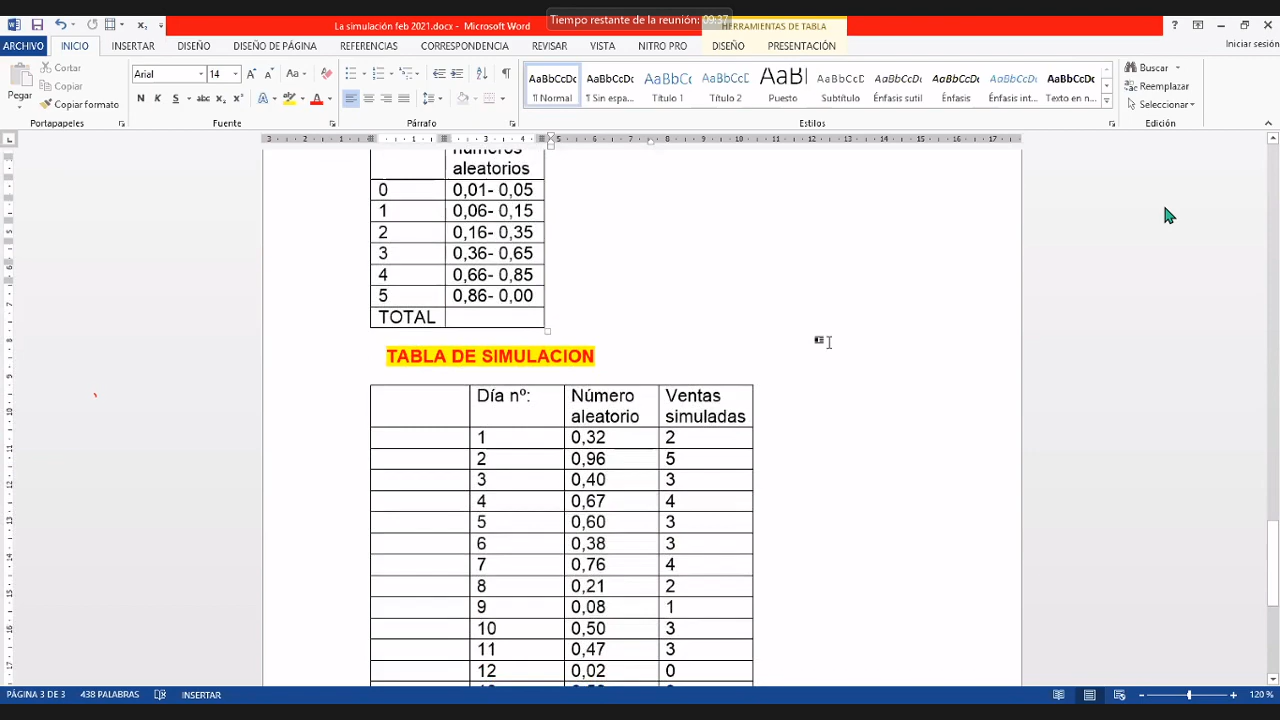 Tiempo restante de la reunión: 09:37
La simulación feb 2021.docx - Microsoft Word
HERRAMIENTAS DE TABLA
Iniciar sesión
ARCHIVO INICIO INSERTAR DISEÑO DISEÑO DE PÁGINA REFERENCIAS CORRESPONDENCIA REVISAR VISTA NITRO PRO DISEÑO PRESENTACIÓN
Pegar
Cortar
Copiar
Copiar formato
Portapapeles
Arial 14
Fuente
Párrafo
AaBbCcDc AaBbCcDc AaBbCc AaBbCcD AaBl AaBbCcD AaBbCcDc AaBbCcDc AaBbCcDc AaBbCcDc
¶ Normal ¶ Sin espa... Título 1 Título 2 Puesto Subtítulo Énfasis sutil Énfasis Énfasis int... Texto en n...
Estilos
Buscar
Reemplazar
Seleccionar
Edición
números
aleatorios
0 0,01- 0,05
1 0,06- 0,15
2 0,16- 0,35
3 0,36- 0,65
4 0,66- 0,85
5 0,86- 0,00
TOTAL
TABLA DE SIMULACION
Día nº: Número aleatorio Ventas simuladas
1 0,32 2
2 0,96 5
3 0,40 3
4 0,67 4
5 0,60 3
6 0,38 3
7 0,76 4
8 0,21 2
9 0,08 1
10 0,50 3
11 0,47 3
12 0,02 0
PÁGINA 3 DE 3 438 PALABRAS INSERTAR 120 %